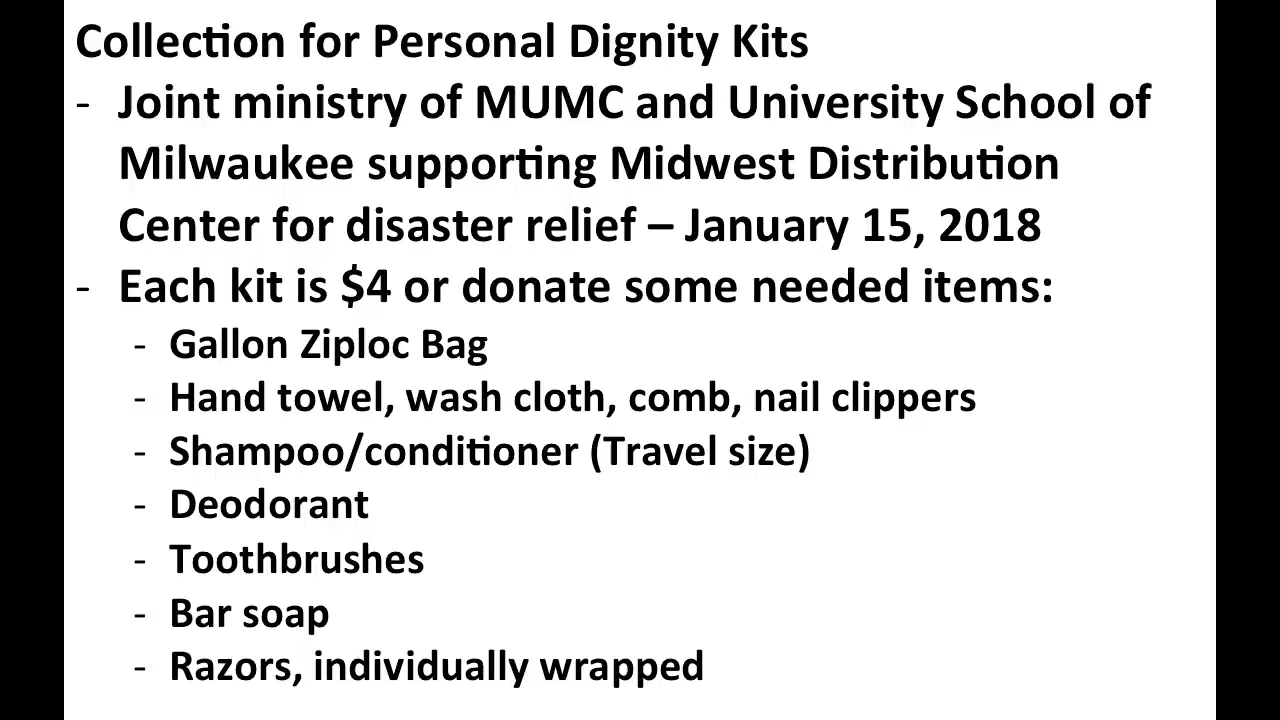 Collection for Personal Dignity Kits
- Joint ministry of MUMC and University School of
Milwaukee supporting Midwest Distribution
Center for disaster relief – January 15, 2018
- Each kit is $4 or donate some needed items:
- Gallon Ziploc Bag
- Hand towel, wash cloth, comb, nail clippers
- Shampoo/conditioner (Travel size)
- Deodorant
- Toothbrushes
- Bar soap
- Razors, individually wrapped